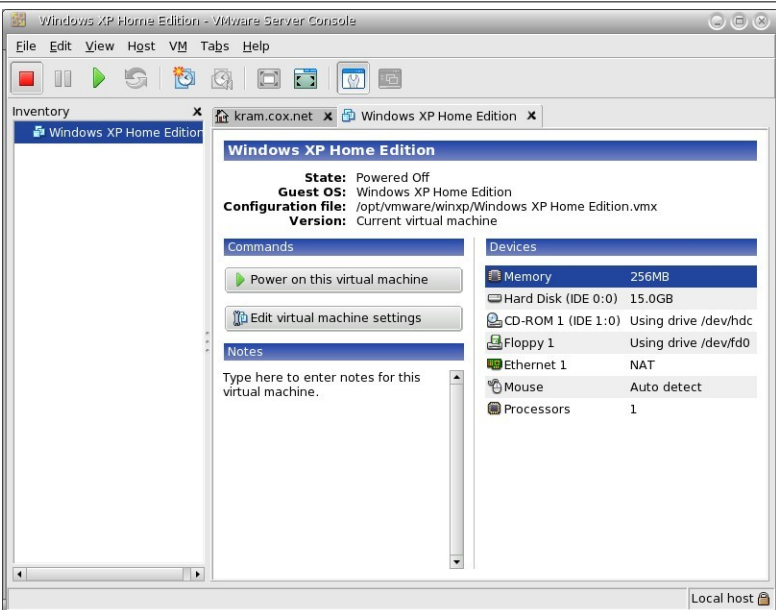 Windows XP Home Edition - VMware Server Console
File Edit View Host VM Tabs Help
Inventory
Windows XP Home Edition
kram.cox.net
Windows XP Home Edition
Windows XP Home Edition
State: Powered Off
Guest OS: Windows XP Home Edition
Configuration file: /opt/vmware/winxp/Windows XP Home Edition.vmx
Version: Current virtual machine
Commands
Power on this virtual machine
Edit virtual machine settings
Notes
Type here to enter notes for this
virtual machine.
Devices
Memory 256MB
Hard Disk (IDE 0:0) 15.0GB
CD-ROM 1 (IDE 1:0) Using drive /dev/hdc
Floppy 1 Using drive /dev/fd0
Ethernet 1 NAT
Mouse Auto detect
Processors 1
Local host